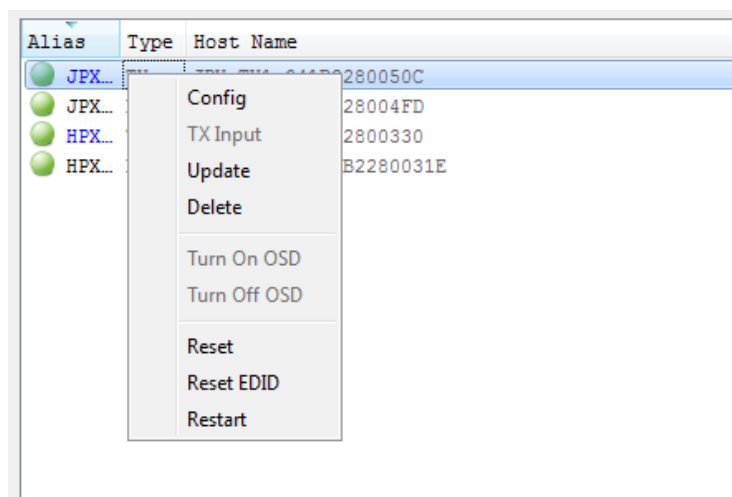 Alias Type Host Name
JPX… 280050C
JPX… 28004FD
HPX… 2800330
HPX… B2280031E
Config
TX Input
Update
Delete
Turn On OSD
Turn Off OSD
Reset
Reset EDID
Restart